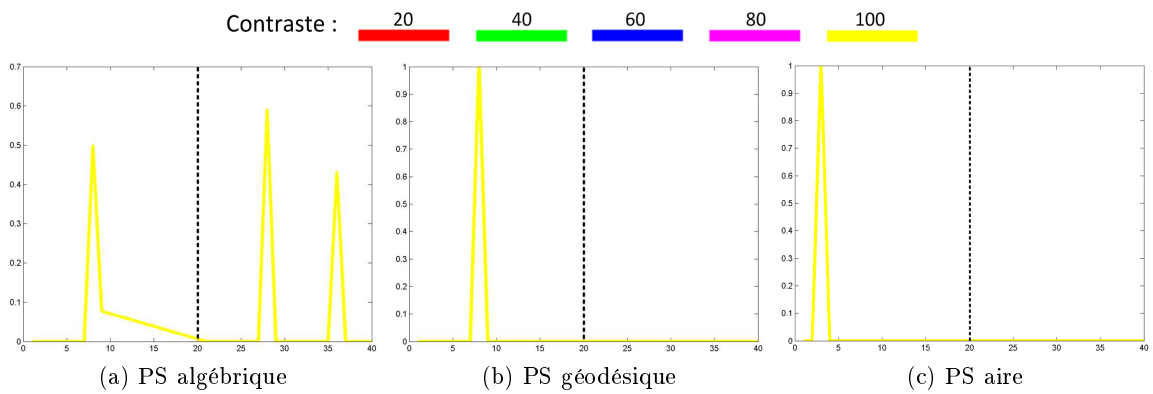 Contraste : 20 40 60 80 100
0.7 0.6 0.5 0.4 0.3 0.2 0.1 0
0 5 10 15 20 25 30 35 40
(a) PS algébrique
1 0.9 0.8 0.7 0.6 0.5 0.4 0.3 0.2 0.1 0
0 5 10 15 20 25 30 35 40
(b) PS géodésique
1 0.9 0.8 0.7 0.6 0.5 0.4 0.3 0.2 0.1 0
0 5 10 15 20 25 30 35 40
(c) PS aire